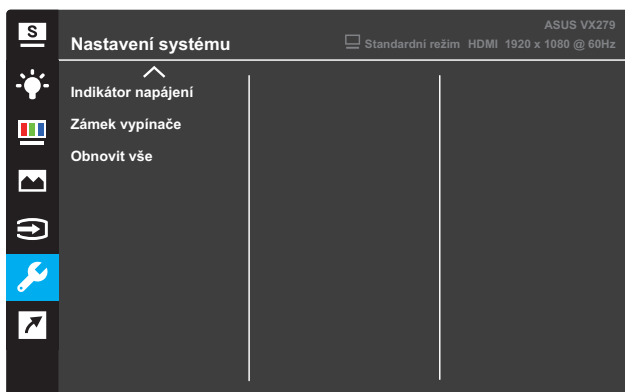 S
ASUS VX279
Nastavení systému
Standardní režim HDMI 1920 x 1080 @ 60Hz
Indikátor napájení
Zámek vypínače
Obnovit vše